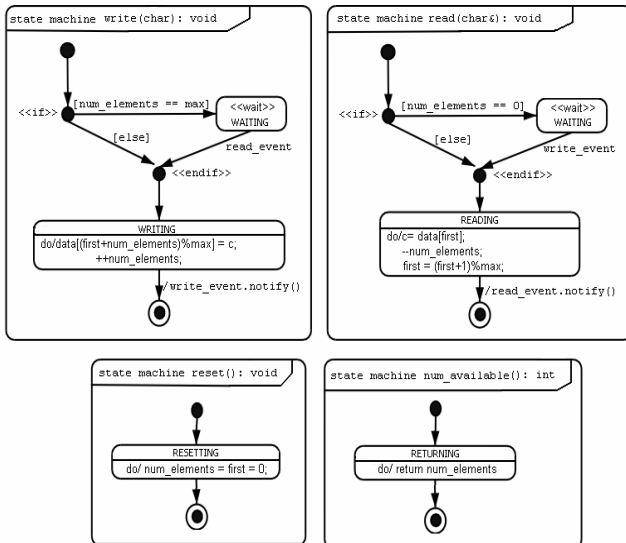 state machine write(char): void
[num_elements == max]
<<wait>>
WAITING
<<if>>
[else]
read_event
<<endif>>
WRITING
do/data[(first+num_elements)%max] = c;
++num_elements;
/write_event.notify()
state machine read(char&): void
[num_elements == 0]
<<wait>>
WAITING
<<if>>
[else]
write_event
<<endif>>
READING
do/c= data[first];
--num_elements;
first = (first+1)%max;
/read_event.notify()
state machine reset(): void
RESETTING
do/ num_elements = first = 0;
state machine num_available(): int
RETURNING
do/ return num_elements